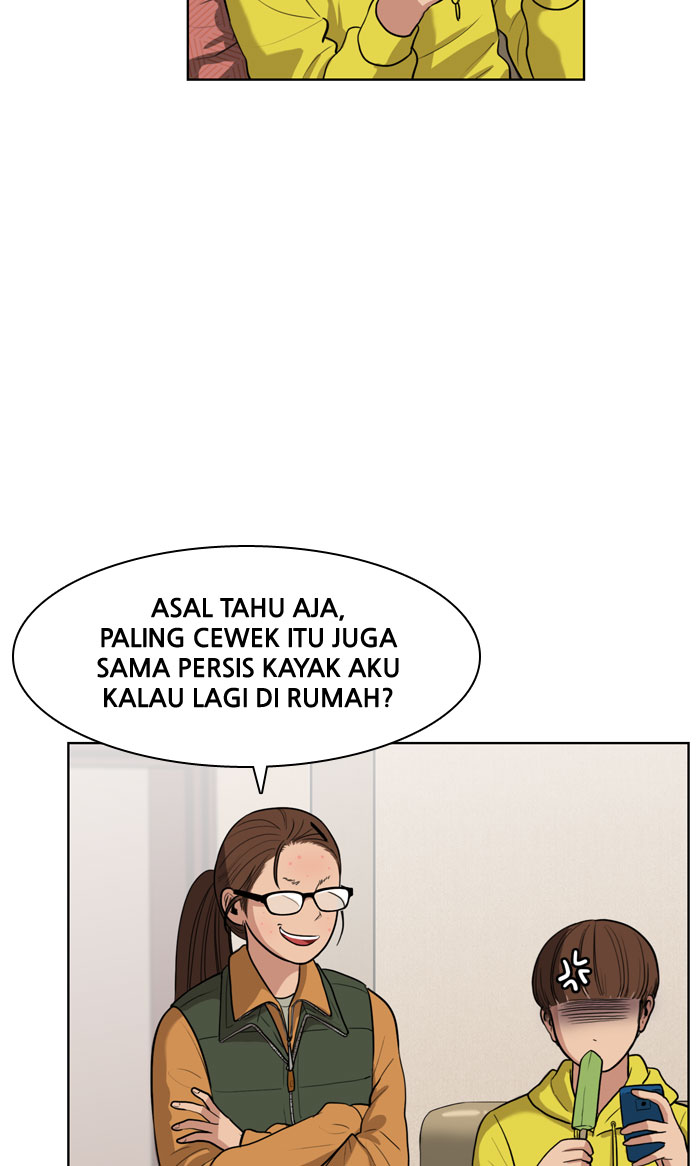 ASAL TAHU AJA,
PALING CEWEK ITU JUGA
SAMA PERSIS KAYAK AKU
KALAU LAGI DI RUMAH?